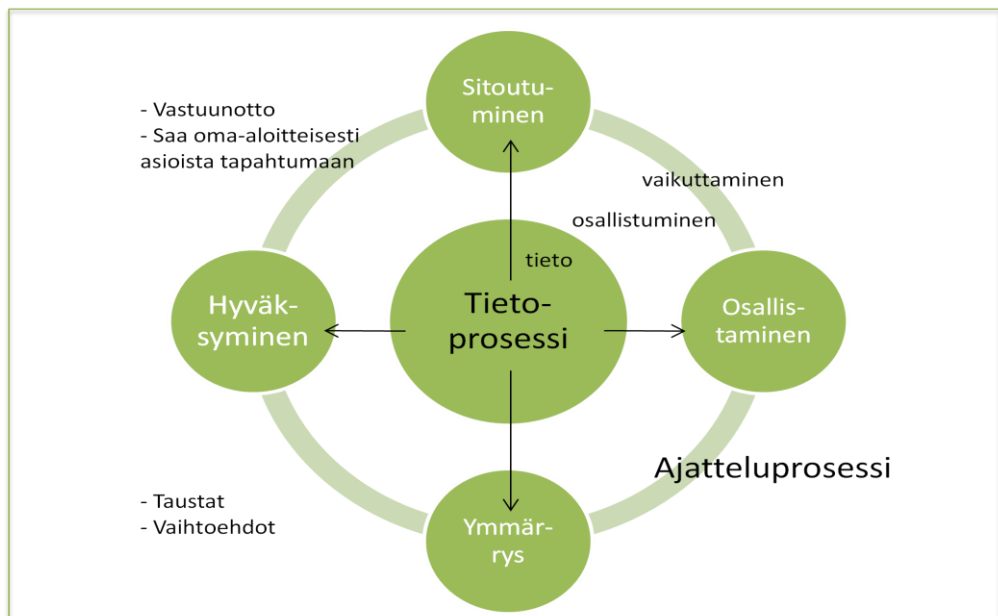 Sitoutu-
minen
- Vastuunotto
- Saa oma-aloitteisesti
asioista tapahtumaan
vaikuttaminen
osallistuminen
tieto
Tieto-
prosessi
Hyväk-
syminen
Osallis-
taminen
Ajatteluprosessi
- Taustat
- Vaihtoehdot
Ymmär-
rys